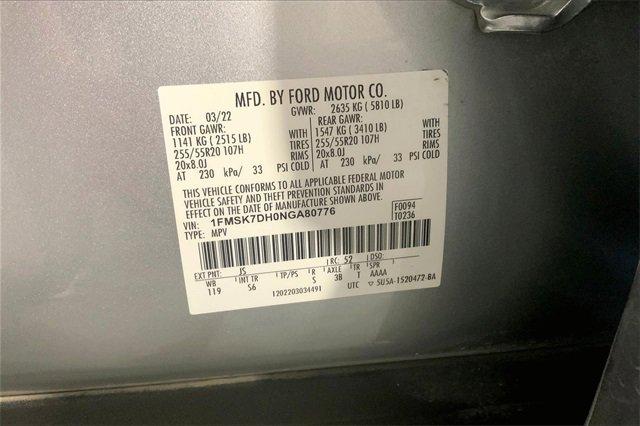 MFD. BY FORD MOTOR CO.
DATE: 03/22 GVWR: 2635 KG ( 5810 LB)
FRONT GAWR: REAR GAWR:
1141 KG ( 2515 LB) WITH 1547 KG ( 3410 LB) WITH
255/55R20 107H TIRES 255/55R20 107H TIRES
20x8.0J RIMS 20x8.0J RIMS
AT 230 kPa/ 33 PSI COLD AT 230 kPa/ 33 PSI COLD
THIS VEHICLE CONFORMS TO ALL APPLICABLE FEDERAL MOTOR
VEHICLE SAFETY AND THEFT PREVENTION STANDARDS IN
EFFECT ON THE DATE OF MANUFACTURE SHOWN ABOVE.
VIN: 1FMSK7DH0NGA80776 F0094
TYPE: MPV T0236
EXT PNT: JS RC: 52 DSO:
WB INT TR TP/PS R AXLE TR SPR
119 S6 S 3B T AAAA
1202203034491 UTC 5U5A-1520472-BA